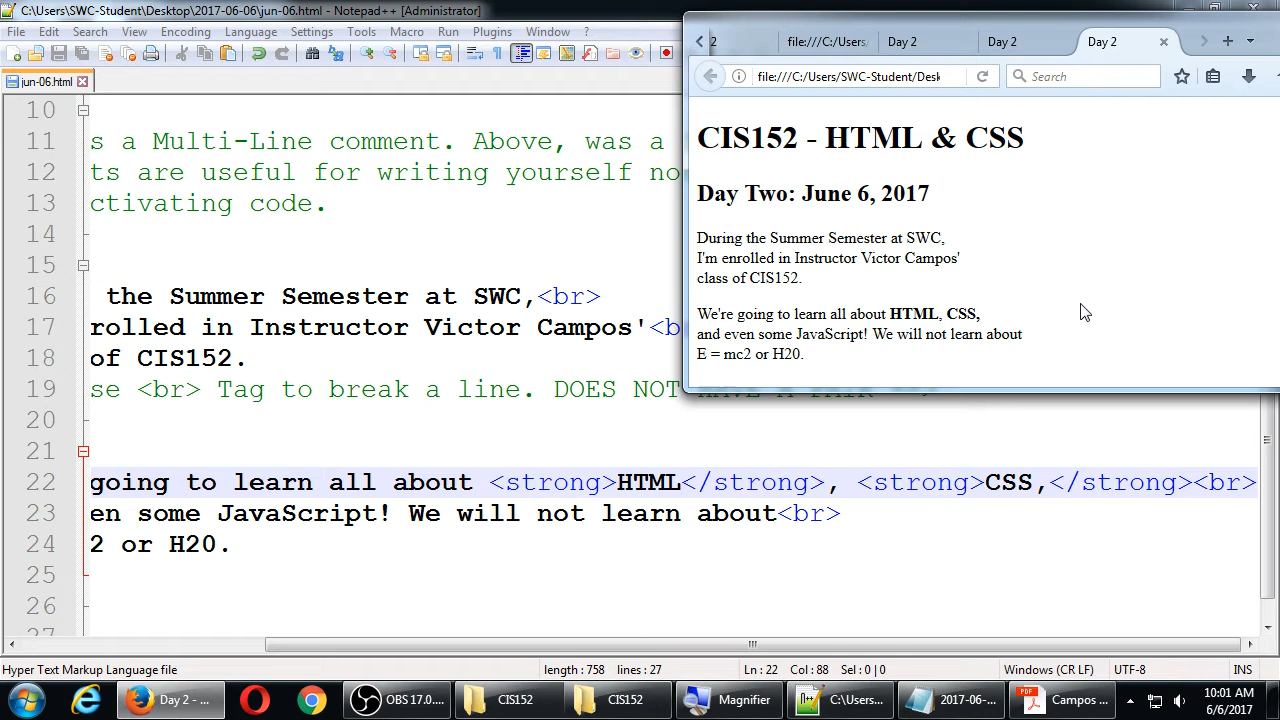 C:\Users\SWC-Student\Desktop\2017-06-06\jun-06.html - Notepad++ [Administrator]
File Edit Search View Encoding Language Settings Tools Macro Run Plugins Window ?
jun-06.html
10
11 s a Multi-Line comment. Above, was a
12 ts are useful for writing yourself no
13 ctivating code.
14
15
16 the Summer Semester at SWC,<br>
17 rolled in Instructor Victor Campos'<b
18 of CIS152.
19 se <br> Tag to break a line. DOES NOT
20
21
22 going to learn all about <strong>HTML</strong>, <strong>CSS,</strong><br>
23 en some JavaScript! We will not learn about<br>
24 2 or H20.
25
26
27
2 file:///C:/Users Day 2 Day 2 Day 2
file:///C:/Users/SWC-Student/Desk Search
CIS152 - HTML & CSS
Day Two: June 6, 2017
During the Summer Semester at SWC,
I'm enrolled in Instructor Victor Campos'
class of CIS152.
We're going to learn all about HTML, CSS,
and even some JavaScript! We will not learn about
E = mc2 or H20.
Hyper Text Markup Language file length : 758 lines : 27 Ln : 22 Col : 88 Sel : 0 | 0 Windows (CR LF) UTF-8 INS
Day 2 - ... OBS 17.0.... CIS152 CIS152 Magnifier C:\Users... 2017-06-... Campos ... 10:01 AM
6/6/2017